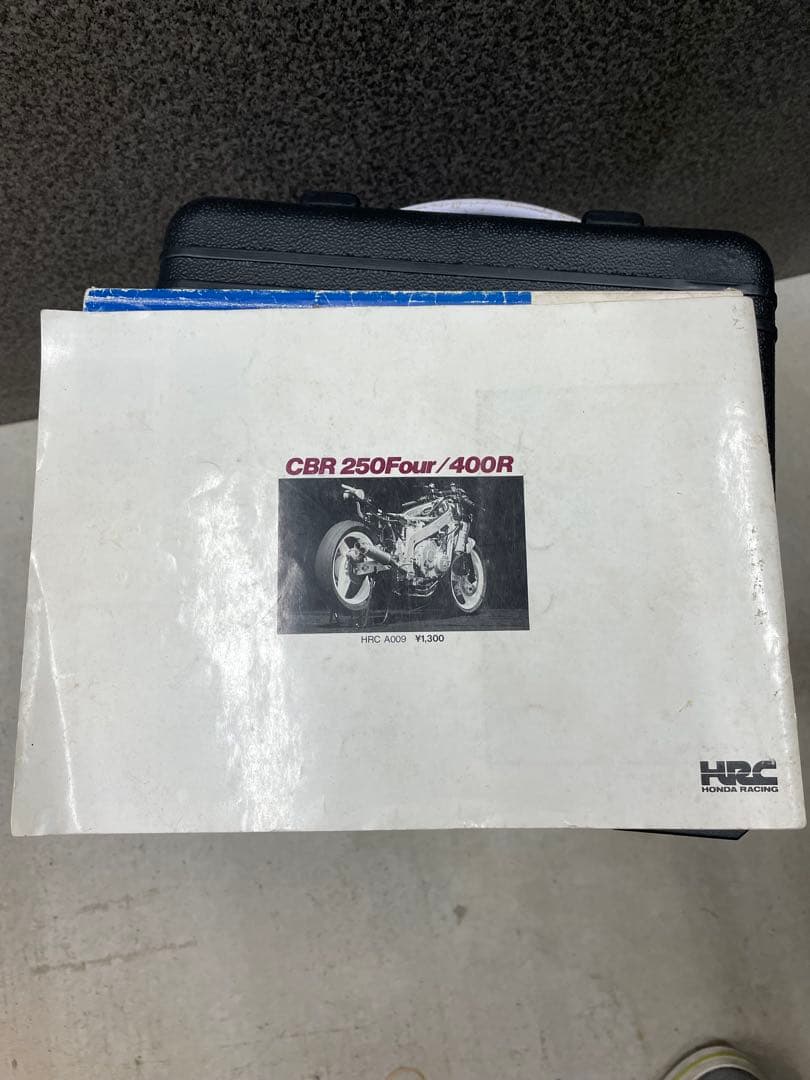 CBR 250Four/400R
HRC A009 ¥1,300
HRC
HONDA RACING